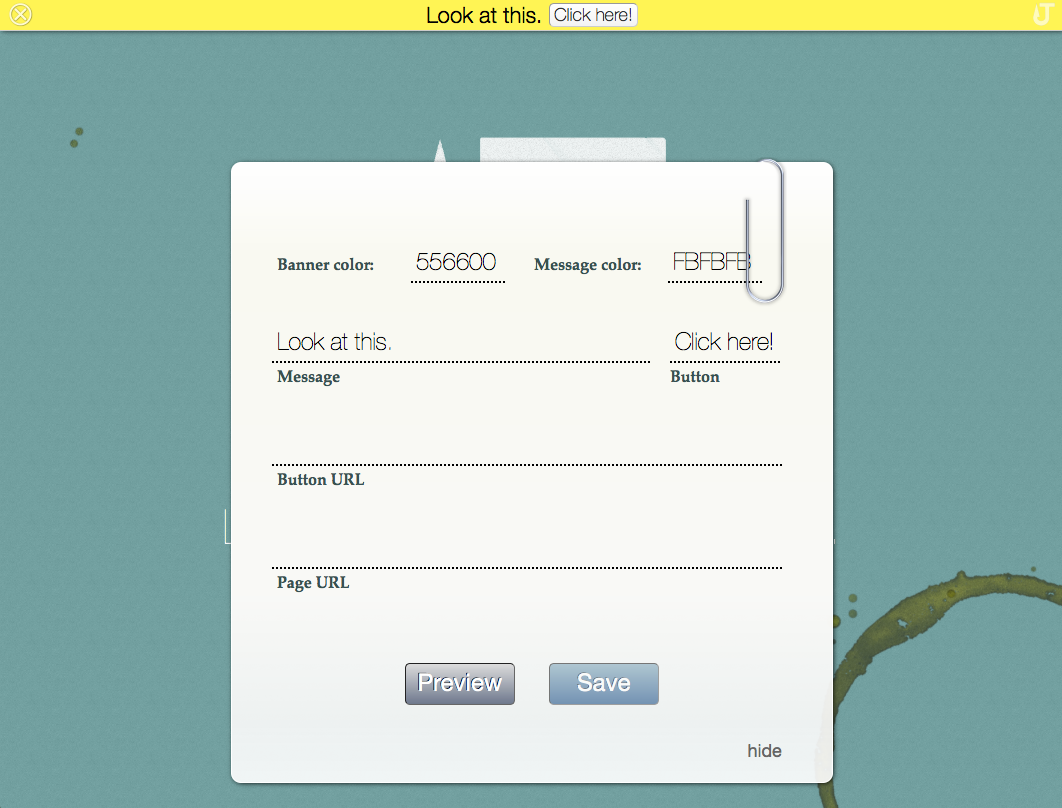 Look at this. Click here!
Banner color: 556600 Message color: FBFBFB
Look at this. Click here!
Message Button
Button URL
Page URL
Preview Save
hide